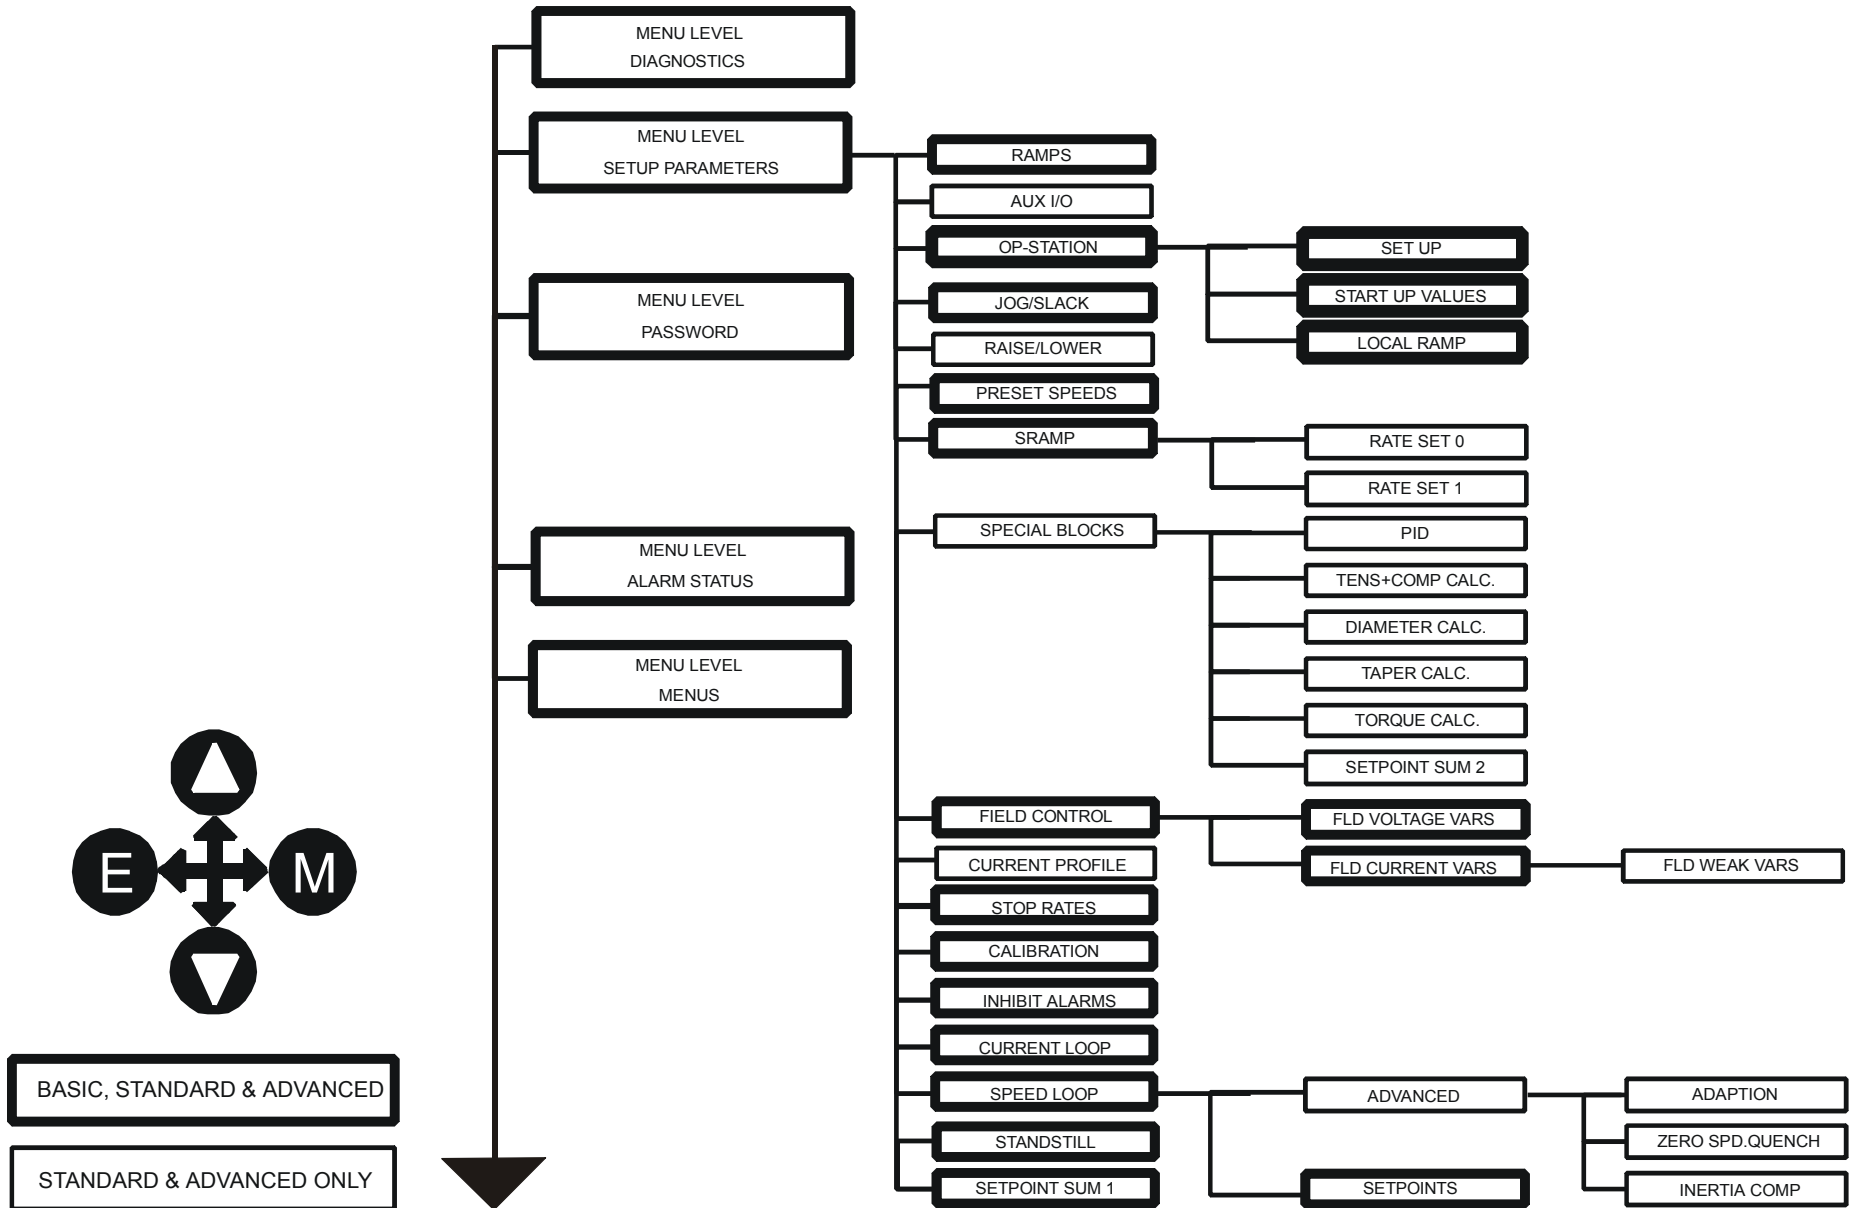 MENU LEVEL
DIAGNOSTICS
MENU LEVEL
SETUP PARAMETERS
MENU LEVEL
PASSWORD
MENU LEVEL
ALARM STATUS
MENU LEVEL
MENUS
RAMPS
AUX I/O
OP-STATION
SET UP
START UP VALUES
LOCAL RAMP
JOG/SLACK
RAISE/LOWER
PRESET SPEEDS
SRAMP
RATE SET 0
RATE SET 1
SPECIAL BLOCKS
PID
TENS+COMP CALC.
DIAMETER CALC.
TAPER CALC.
TORQUE CALC.
SETPOINT SUM 2
FIELD CONTROL
FLD VOLTAGE VARS
FLD CURRENT VARS
FLD WEAK VARS
CURRENT PROFILE
STOP RATES
CALIBRATION
INHIBIT ALARMS
CURRENT LOOP
SPEED LOOP
ADVANCED
ADAPTION
ZERO SPD.QUENCH
INERTIA COMP
SETPOINTS
STANDSTILL
SETPOINT SUM 1
E
M
BASIC, STANDARD & ADVANCED
STANDARD & ADVANCED ONLY